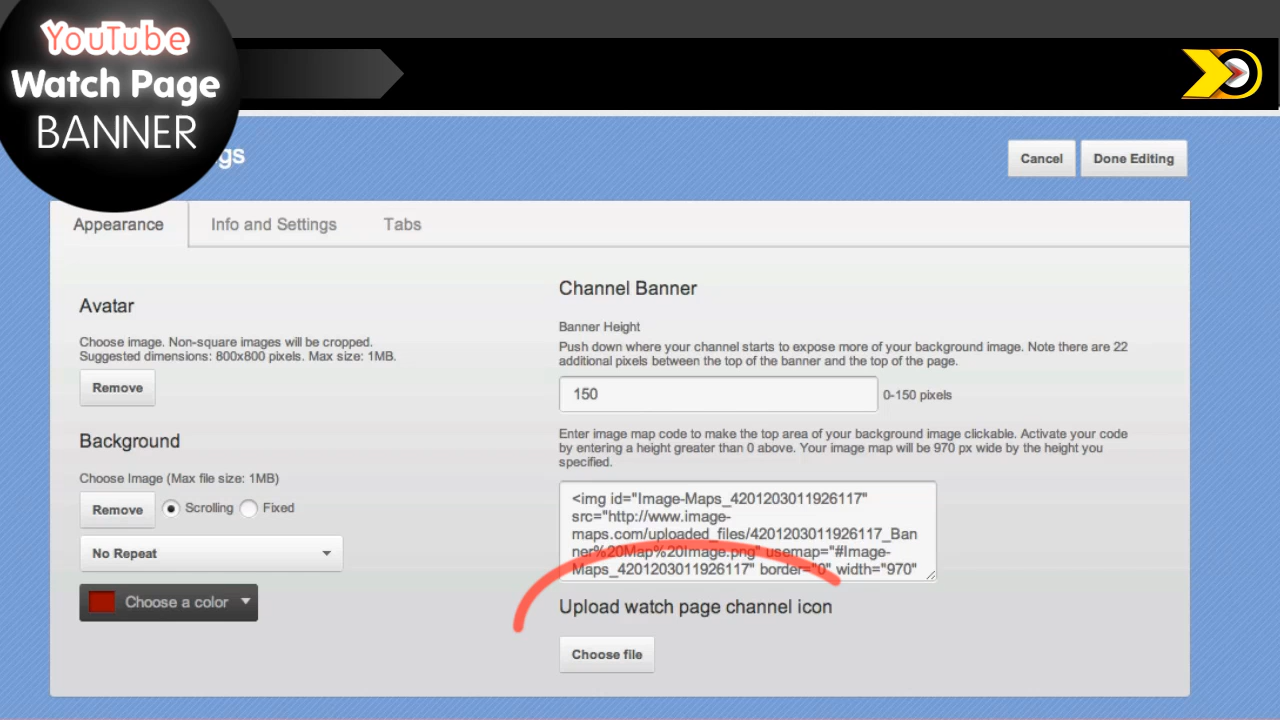 YouTube
Watch Page
BANNER
gs
Cancel
Done Editing
Appearance
Info and Settings
Tabs
Avatar
Choose image. Non-square images will be cropped.
Suggested dimensions: 800x800 pixels. Max size: 1MB.
Remove
Background
Choose Image (Max file size: 1MB)
Remove
Scrolling
Fixed
No Repeat
Choose a color
Channel Banner
Banner Height
Push down where your channel starts to expose more of your background image. Note there are 22
additional pixels between the top of the banner and the top of the page.
150
0-150 pixels
Enter image map code to make the top area of your background image clickable. Activate your code
by entering a height greater than 0 above. Your image map will be 970 px wide by the height you
specified.
<img id="Image-Maps_4201203011926117"
src="http://www.image-
maps.com/uploaded_files/4201203011926117_Ban
ner%20Map%20Image.png" usemap="#Image-
Maps_4201203011926117" border="0" width="970"
Upload watch page channel icon
Choose file